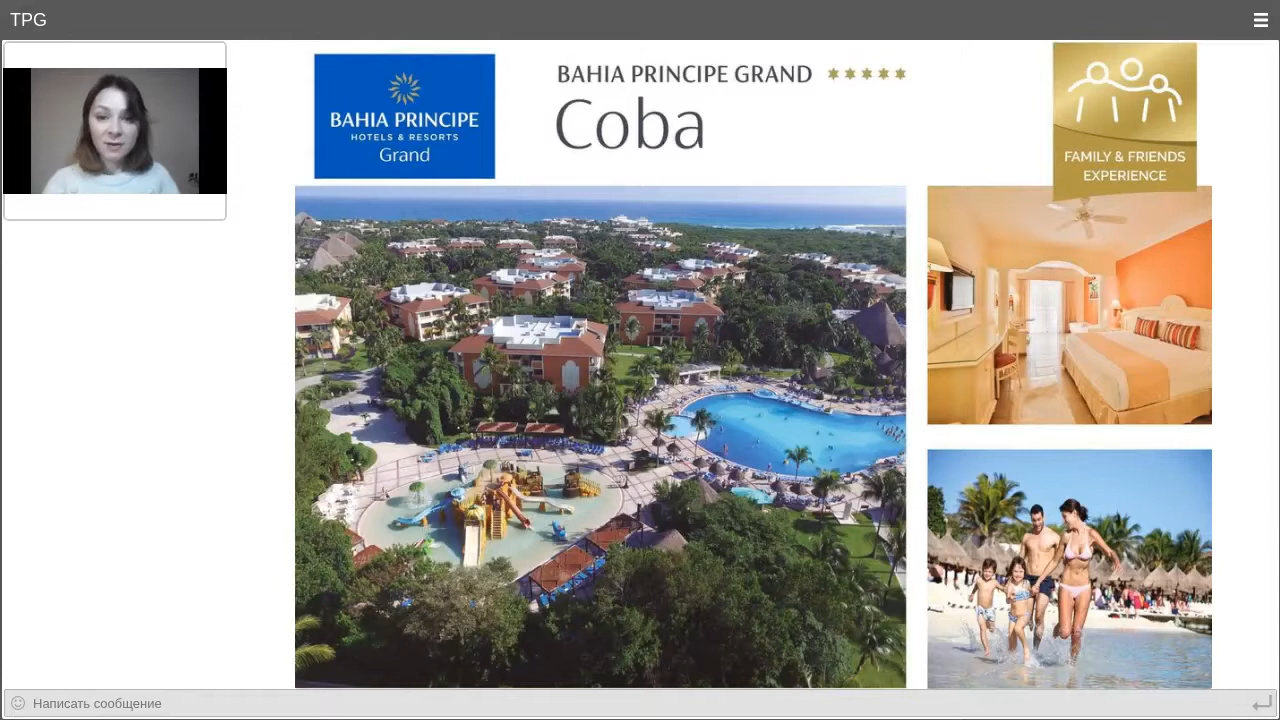 TPG
BAHIA PRINCIPE
HOTELS & RESORTS
Grand
BAHIA PRINCIPE GRAND
Coba
FAMILY & FRIENDS
EXPERIENCE
Написать сообщение